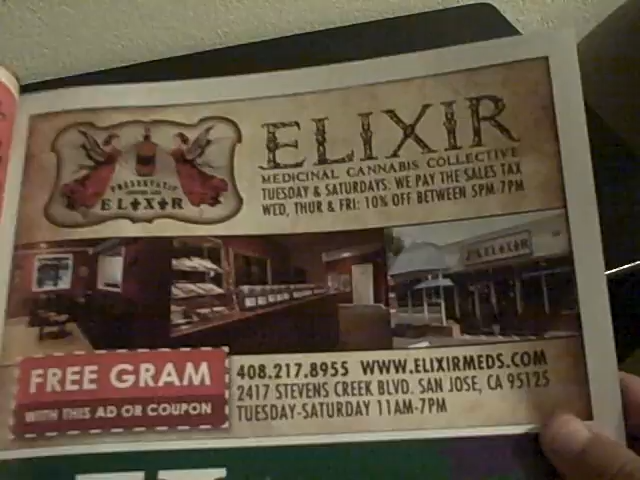 ELIXIR
MEDICINAL CANNABIS COLLECTIVE
TUESDAY & SATURDAYS: WE PAY THE SALES TAX
WED, THUR & FRI: 10% OFF BETWEEN 5PM-7PM
ELIXIR
ELIXIR
FREE GRAM
WITH THIS AD OR COUPON
408.217.8955 WWW.ELIXIRMEDS.COM
2417 STEVENS CREEK BLVD. SAN JOSE, CA 95125
TUESDAY-SATURDAY 11AM-7PM